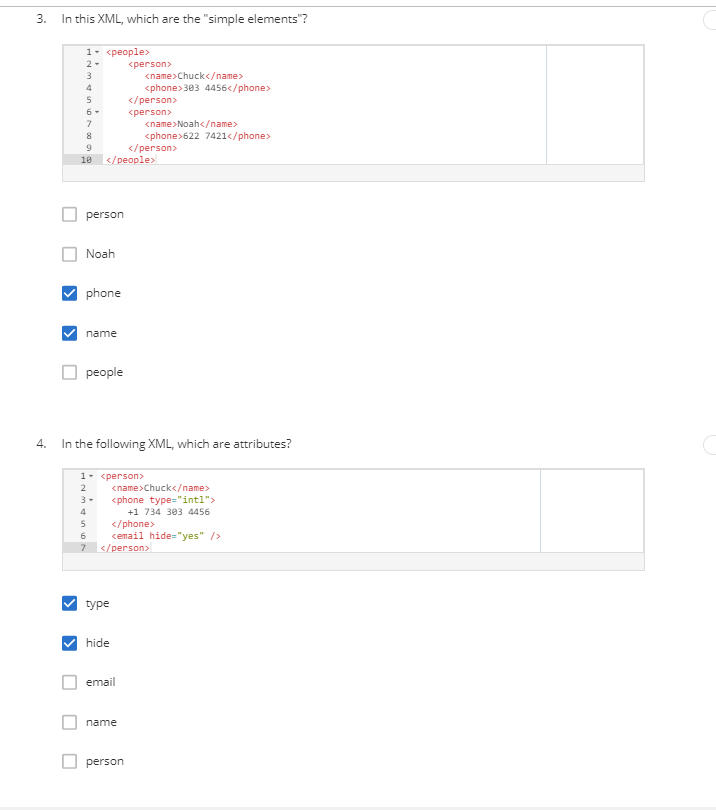 3. In this XML, which are the "simple elements"?
1 <people>
2 <person>
3 <name>Chuck</name>
4 <phone>303 4456</phone>
5 </person>
6 <person>
7 <name>Noah</name>
8 <phone>622 7421</phone>
9 </person>
10 </people>
person
Noah
phone
name
people
4. In the following XML, which are attributes?
1 <person>
2 <name>Chuck</name>
3 <phone type="intl">
4 +1 734 303 4456
5 </phone>
6 <email hide="yes" />
7 </person>
type
hide
email
name
person